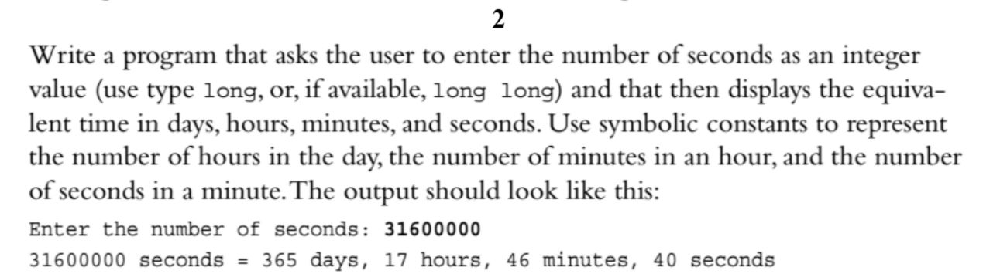 2
Write a program that asks the user to enter the number of seconds as an integer
value (use type long, or, if available, long long) and that then displays the equiva-
lent time in days, hours, minutes, and seconds. Use symbolic constants to represent
the number of hours in the day, the number of minutes in an hour, and the number
of seconds in a minute. The output should look like this:
Enter the number of seconds: 31600000
31600000 seconds = 365 days, 17 hours, 46 minutes, 40 seconds